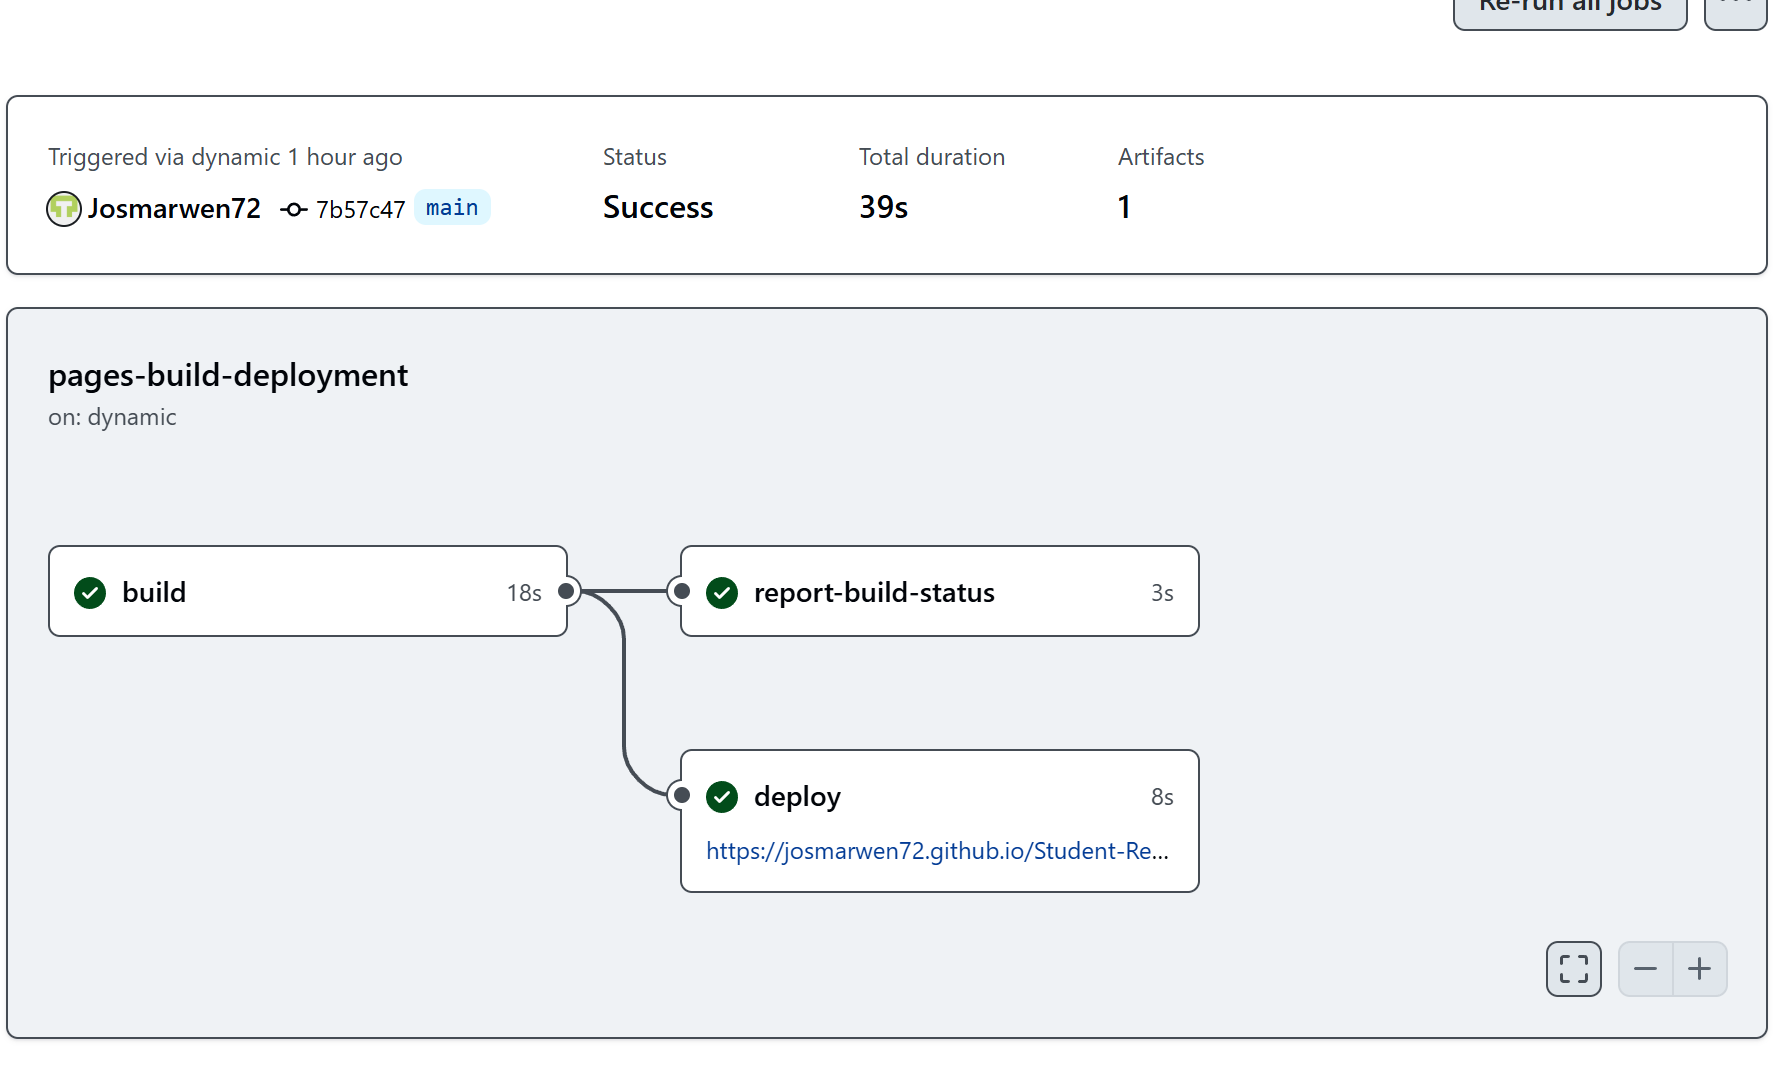 Re-run all jobs
Triggered via dynamic 1 hour ago
Josmarwen72 7b57c47 main
Status
Success
Total duration
39s
Artifacts
1
pages-build-deployment
on: dynamic
build 18s
report-build-status 3s
deploy 8s
https://josmarwen72.github.io/Student-Re...